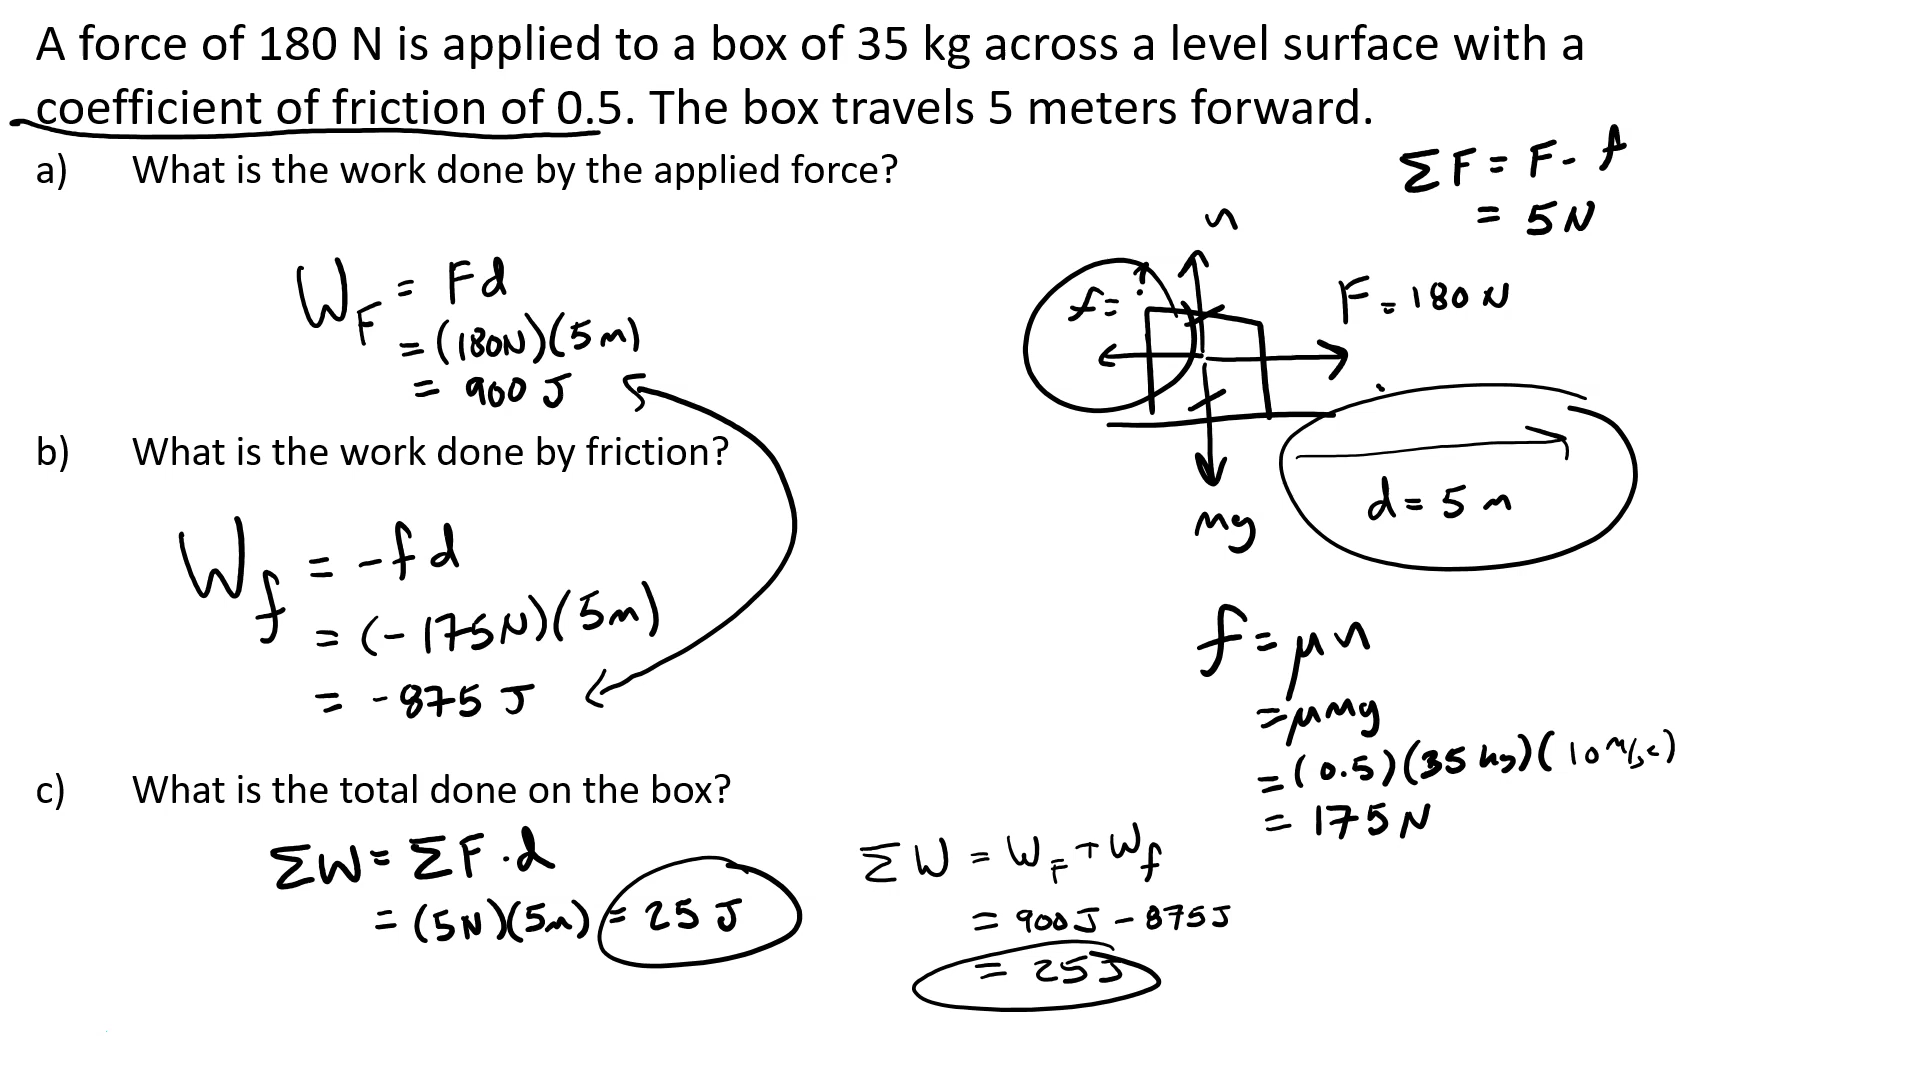 A force of 180 N is applied to a box of 35 kg across a level surface with a
coefficient of friction of 0.5. The box travels 5 meters forward.
a) What is the work done by the applied force?
ΣF = F - f
= 5N
n
f = ?
F = 180 N
W_F = Fd
= (180N)(5m)
= 900 J
d = 5 m
mg
b) What is the work done by friction?
W_f = -fd
= (-175N)(5m)
= -875 J
f = μn
= μmg
= (0.5)(35 kg)(10 m/s²)
= 175 N
c) What is the total done on the box?
ΣW = ΣF · d
= (5N)(5m) = 25 J
ΣW = W_F + W_f
= 900J - 875J
= 25J